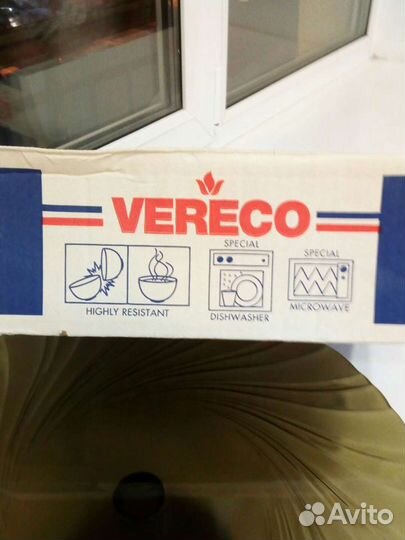 VERECO
HIGHLY RESISTANT
SPECIAL
DISHWASHER
SPECIAL
MICROWAVE
Avito